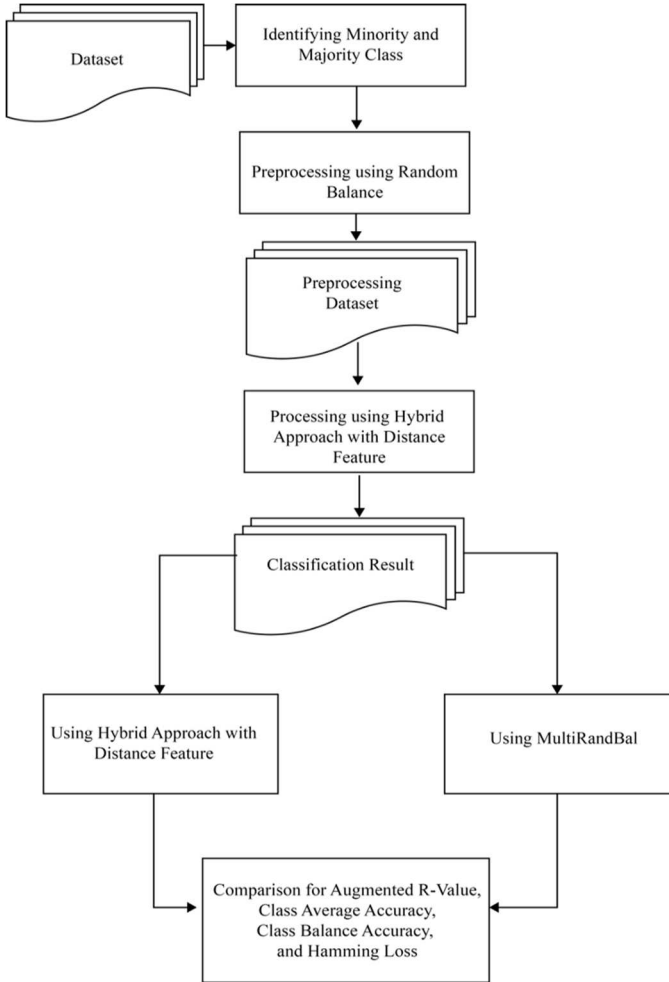 Dataset
Identifying Minority and
Majority Class
Preprocessing using Random
Balance
Preprocessing
Dataset
Processing using Hybrid
Approach with Distance
Feature
Classification Result
Using Hybrid Approach with
Distance Feature
Using MultiRandBal
Comparison for Augmented R-Value,
Class Average Accuracy,
Class Balance Accuracy,
and Hamming Loss